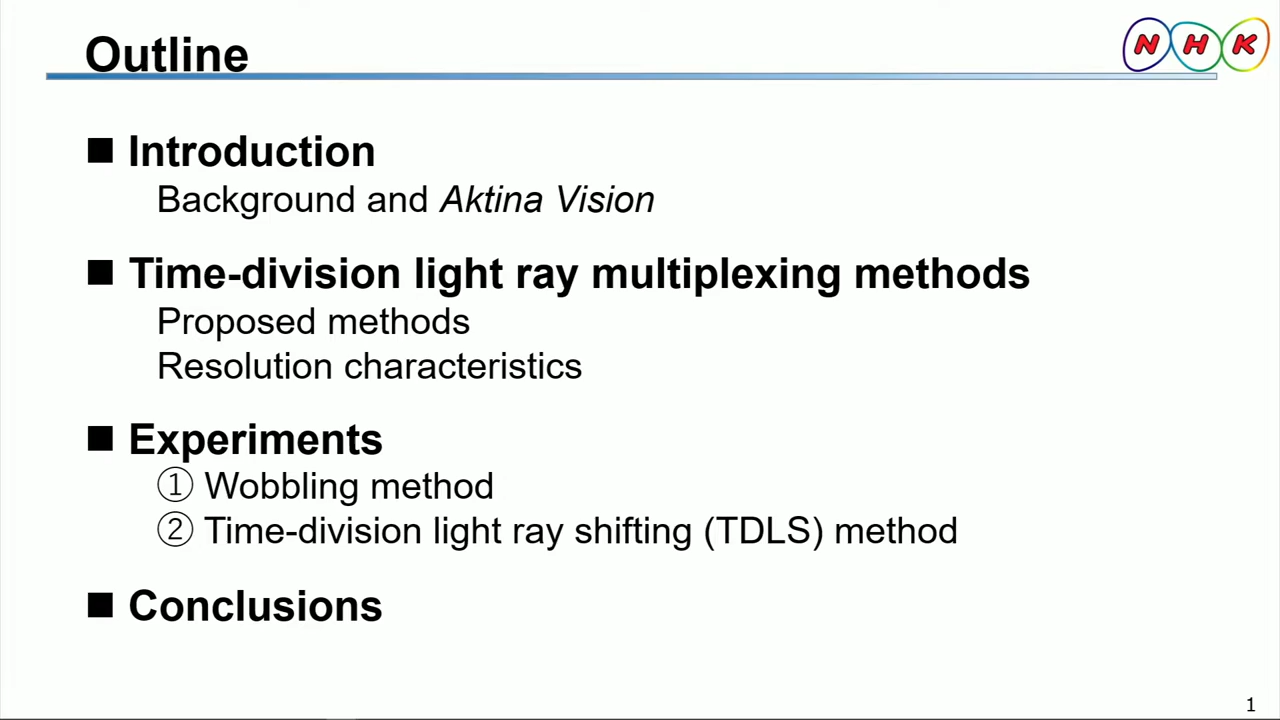 Outline
NHK
■ Introduction
Background and Aktina Vision
■ Time-division light ray multiplexing methods
Proposed methods
Resolution characteristics
■ Experiments
① Wobbling method
② Time-division light ray shifting (TDLS) method
■ Conclusions
1